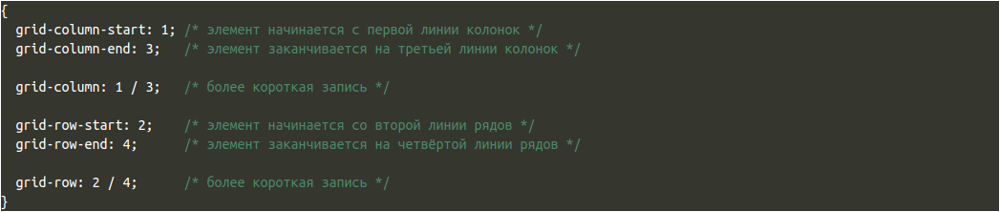 {
  grid-column-start: 1; /* элемент начинается с первой линии колонок */
  grid-column-end: 3;   /* элемент заканчивается на третьей линии колонок */

  grid-column: 1 / 3;   /* более короткая запись */

  grid-row-start: 2;    /* элемент начинается со второй линии рядов */
  grid-row-end: 4;      /* элемент заканчивается на четвёртой линии рядов */

  grid-row: 2 / 4;      /* более короткая запись */
}